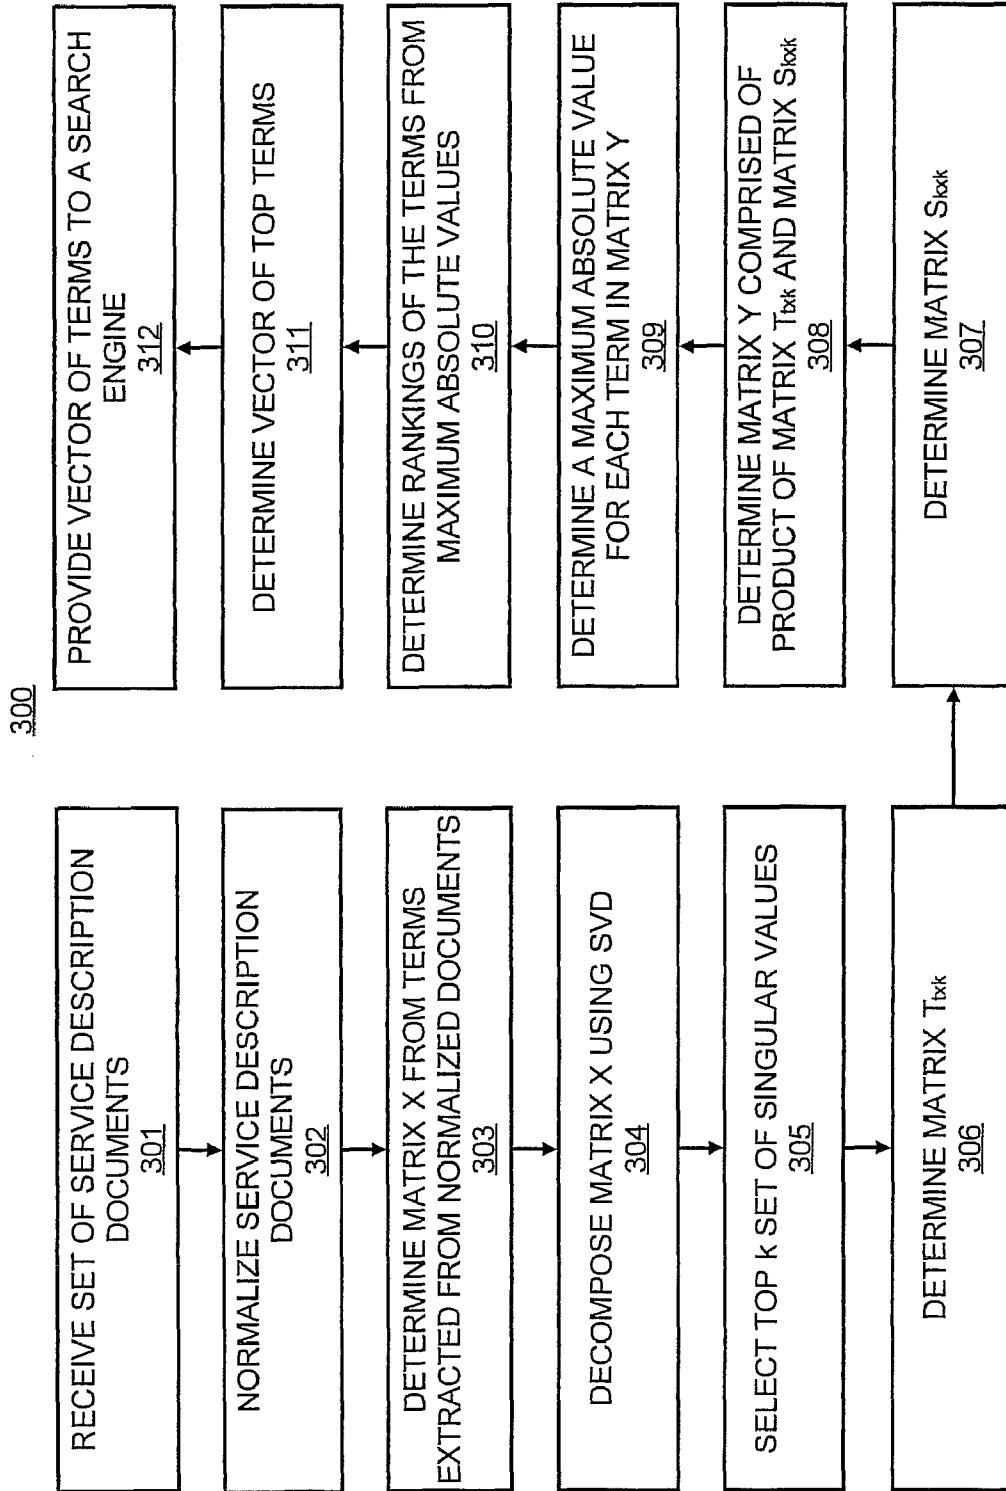 300
RECEIVE SET OF SERVICE DESCRIPTION
DOCUMENTS
301
NORMALIZE SERVICE DESCRIPTION
DOCUMENTS
302
DETERMINE MATRIX X FROM TERMS
EXTRACTED FROM NORMALIZED DOCUMENTS
303
DECOMPOSE MATRIX X USING SVD
304
SELECT TOP k SET OF SINGULAR VALUES
305
DETERMINE MATRIX Ttxk
306
DETERMINE MATRIX Skxk
307
DETERMINE MATRIX Y COMPRISED OF
PRODUCT OF MATRIX Ttxk AND MATRIX Skxk
308
DETERMINE A MAXIMUM ABSOLUTE VALUE
FOR EACH TERM IN MATRIX Y
309
DETERMINE RANKINGS OF THE TERMS FROM
MAXIMUM ABSOLUTE VALUES
310
DETERMINE VECTOR OF TOP TERMS
311
PROVIDE VECTOR OF TERMS TO A SEARCH
ENGINE
312